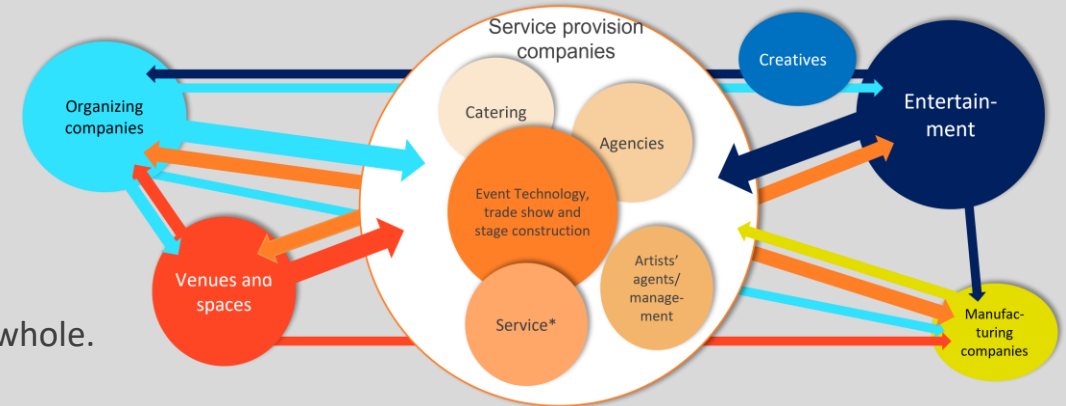 Service provision
companies
Creatives
Organizing
companies
Catering
Entertain-
ment
Agencies
Event Technology,
trade show and
stage construction
Venues and
spaces
Artists'
agents/
manage-
ment
Service*
Manufac-
turing
companies
whole.